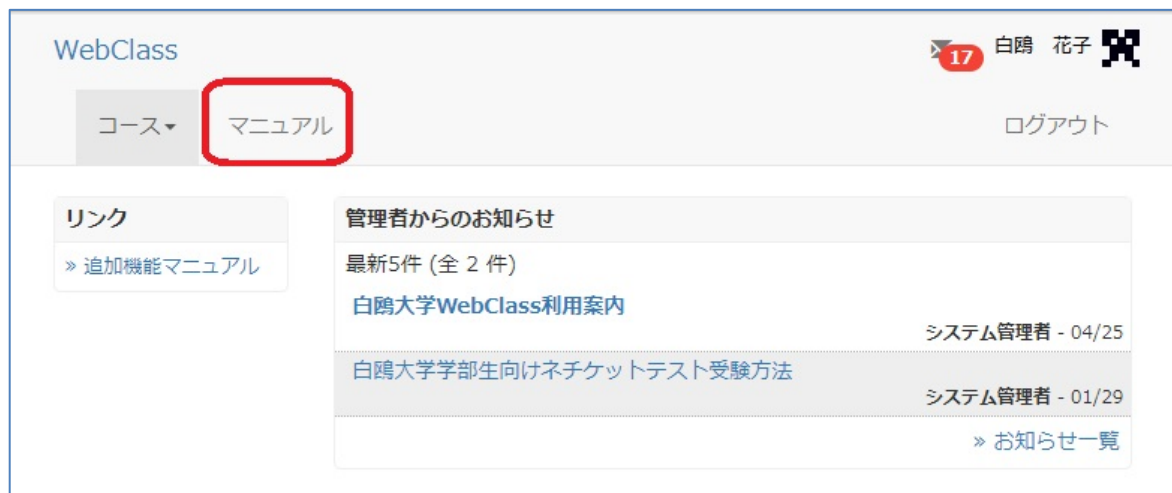 WebClass
17 白鴎 花子
コース マニュアル ログアウト
リンク
» 追加機能マニュアル
管理者からのお知らせ
最新5件 (全 2 件)
白鴎大学WebClass利用案内
システム管理者 - 04/25
白鴎大学学部生向けネチケットテスト受験方法
システム管理者 - 01/29
» お知らせ一覧